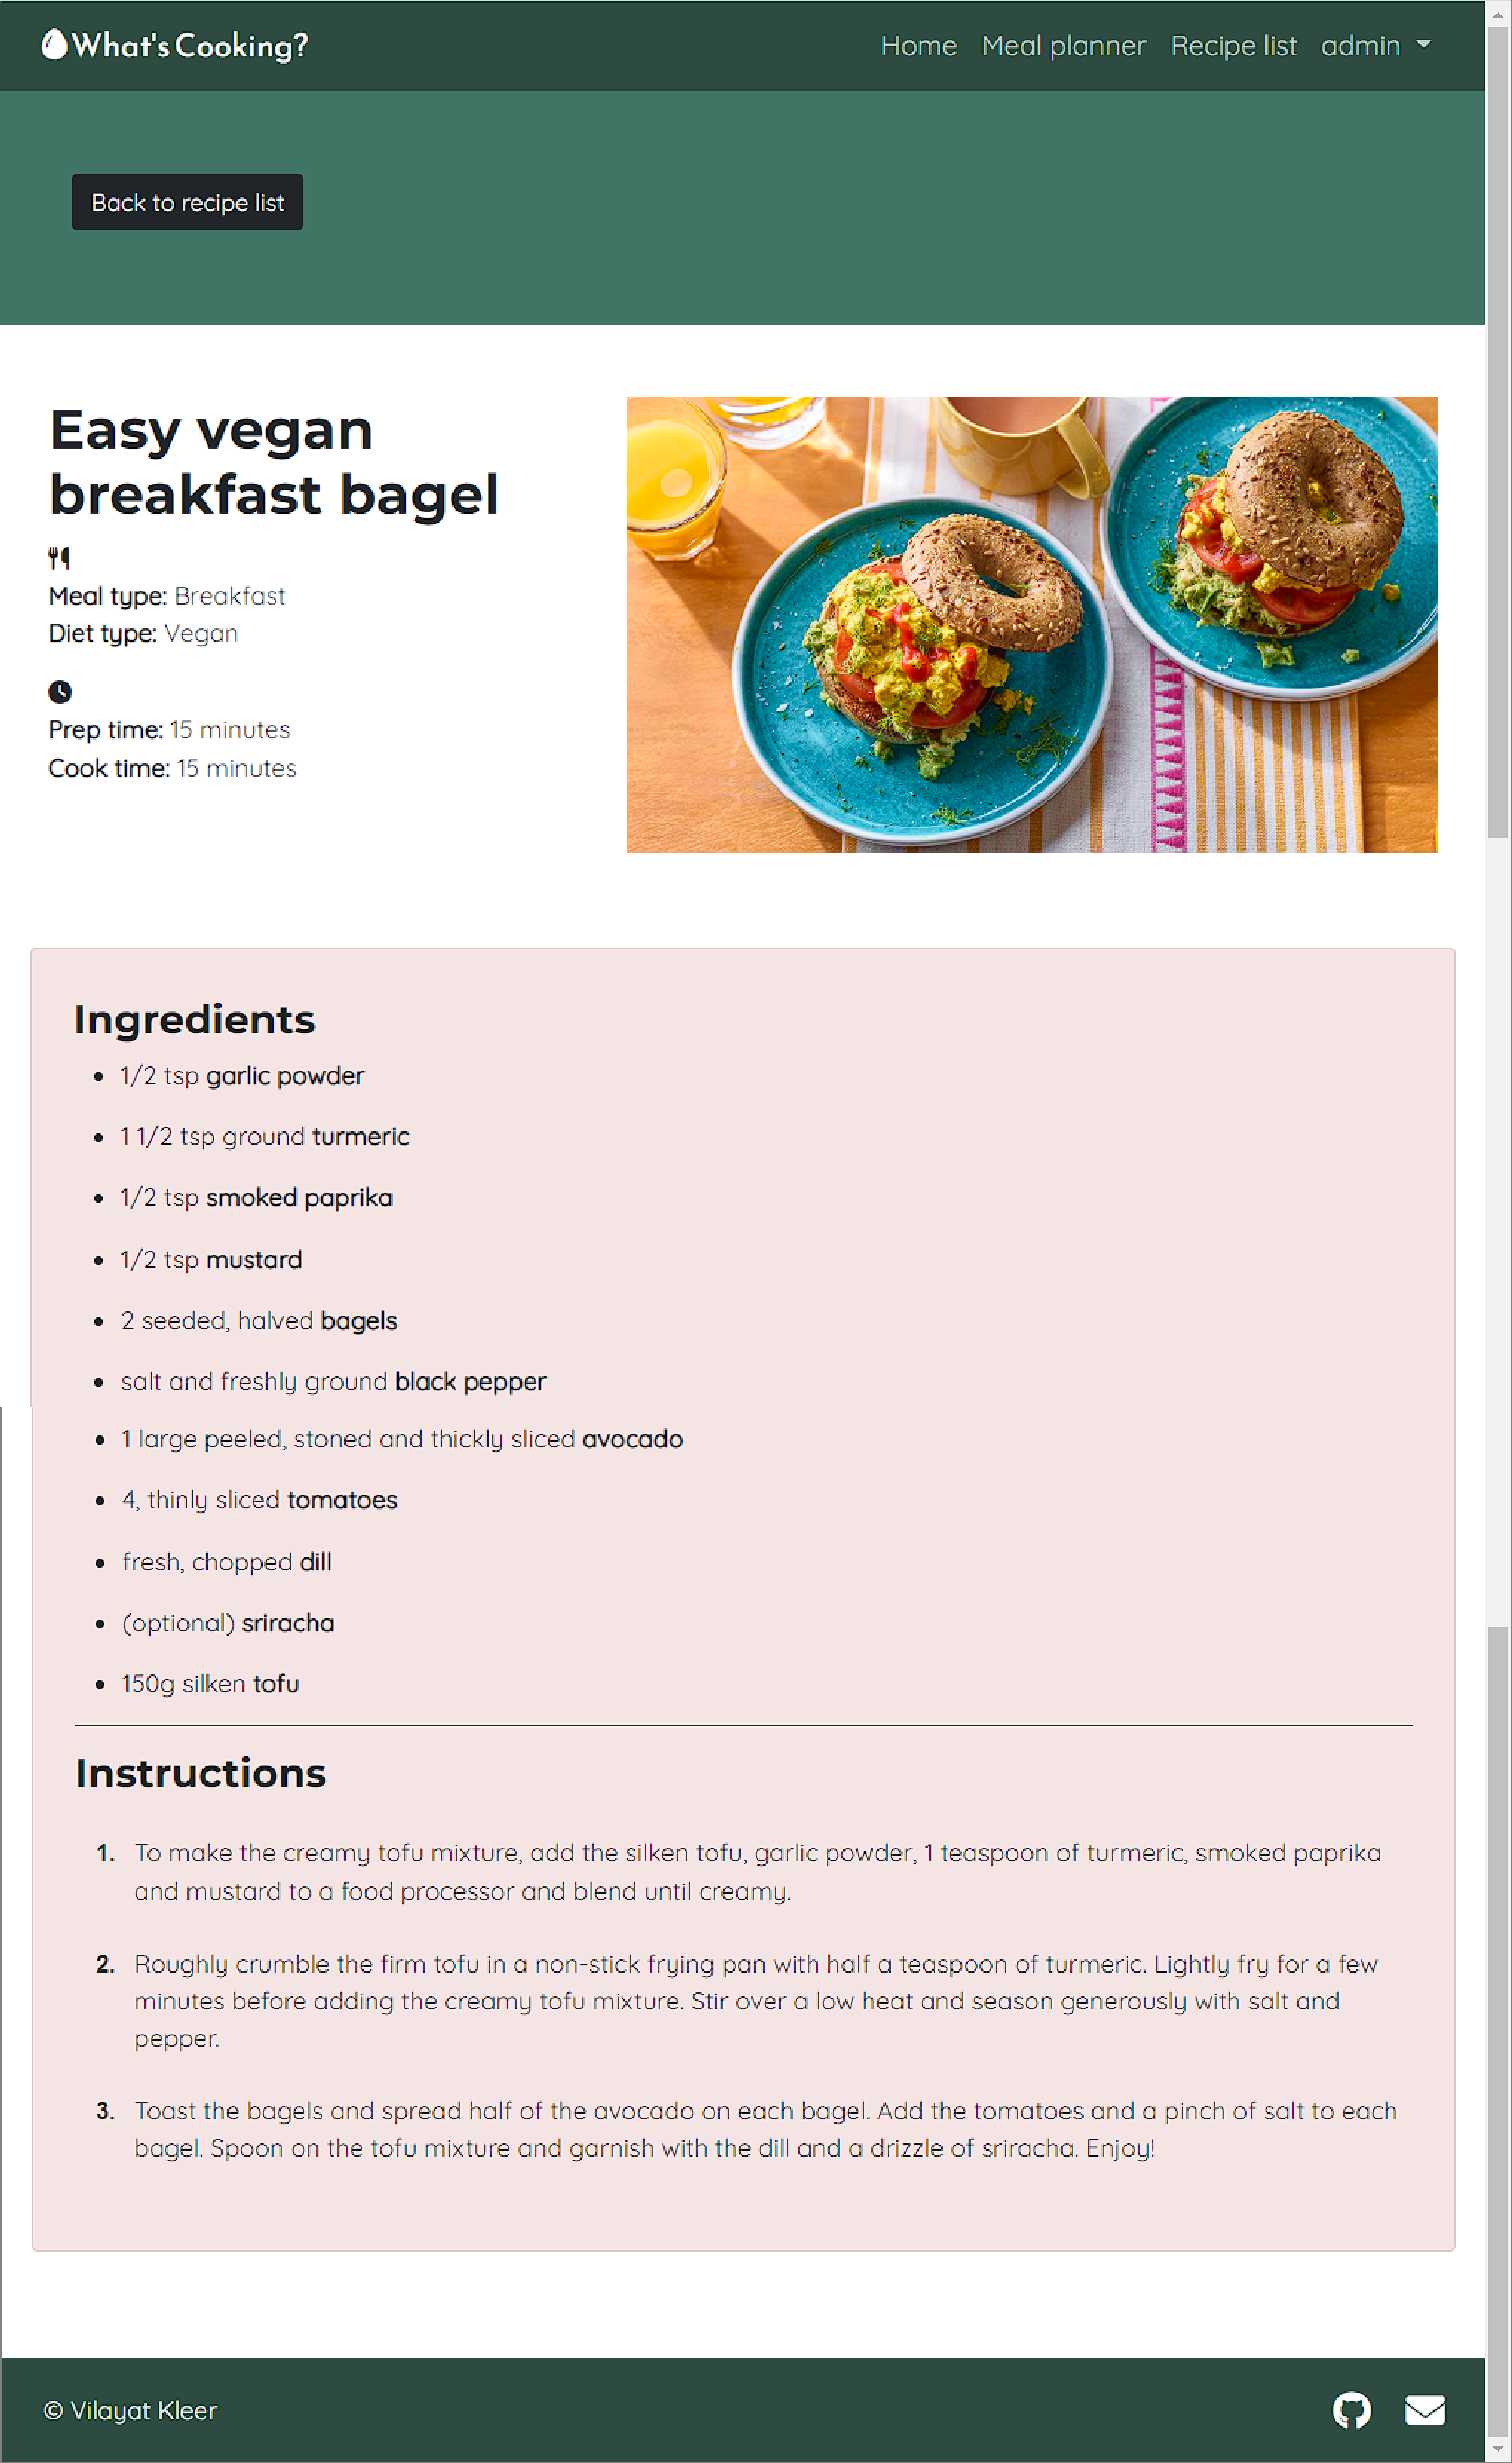 What's Cooking?
Home Meal planner Recipe list admin
Back to recipe list
Easy vegan
breakfast bagel
Meal type: Breakfast
Diet type: Vegan
Prep time: 15 minutes
Cook time: 15 minutes
Ingredients
• 1/2 tsp garlic powder
• 1 1/2 tsp ground turmeric
• 1/2 tsp smoked paprika
• 1/2 tsp mustard
• 2 seeded, halved bagels
• salt and freshly ground black pepper
• 1 large peeled, stoned and thickly sliced avocado
• 4, thinly sliced tomatoes
• fresh, chopped dill
• (optional) sriracha
• 150g silken tofu
Instructions
1. To make the creamy tofu mixture, add the silken tofu, garlic powder, 1 teaspoon of turmeric, smoked paprika
and mustard to a food processor and blend until creamy.
2. Roughly crumble the firm tofu in a non-stick frying pan with half a teaspoon of turmeric. Lightly fry for a few
minutes before adding the creamy tofu mixture. Stir over a low heat and season generously with salt and
pepper.
3. Toast the bagels and spread half of the avocado on each bagel. Add the tomatoes and a pinch of salt to each
bagel. Spoon on the tofu mixture and garnish with the dill and a drizzle of sriracha. Enjoy!
© Vilayat Kleer